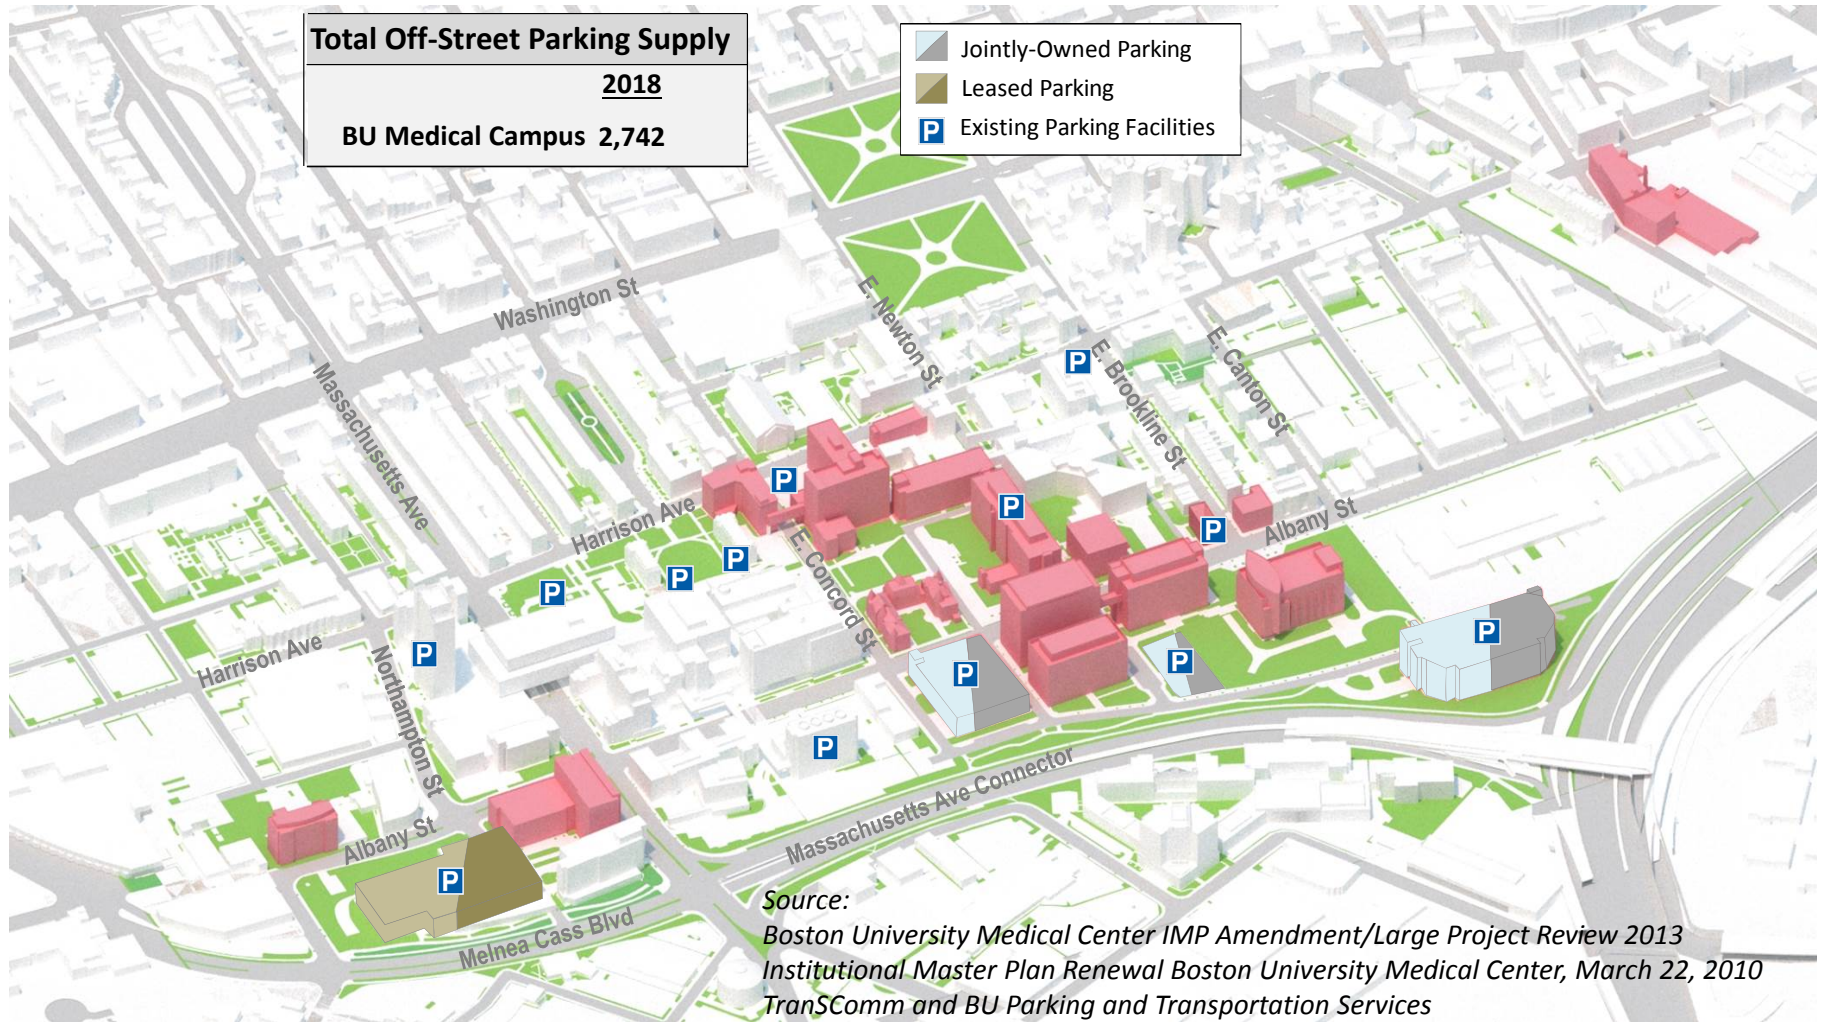 Total Off-Street Parking Supply
2018
BU Medical Campus 2,742
Jointly-Owned Parking
Leased Parking
P Existing Parking Facilities
Washington St
E. Newton St
E. Brookline St
E. Canton St
Massachusetts Ave
Harrison Ave
E. Concord St
Albany St
Harrison Ave
Northampton St
Albany St
Massachusetts Ave Connector
Melnea Cass Blvd
P
P
P
P
P
P
P
P
P
P
P
P
P
P
Source:
Boston University Medical Center IMP Amendment/Large Project Review 2013
Institutional Master Plan Renewal Boston University Medical Center, March 22, 2010
TranSComm and BU Parking and Transportation Services